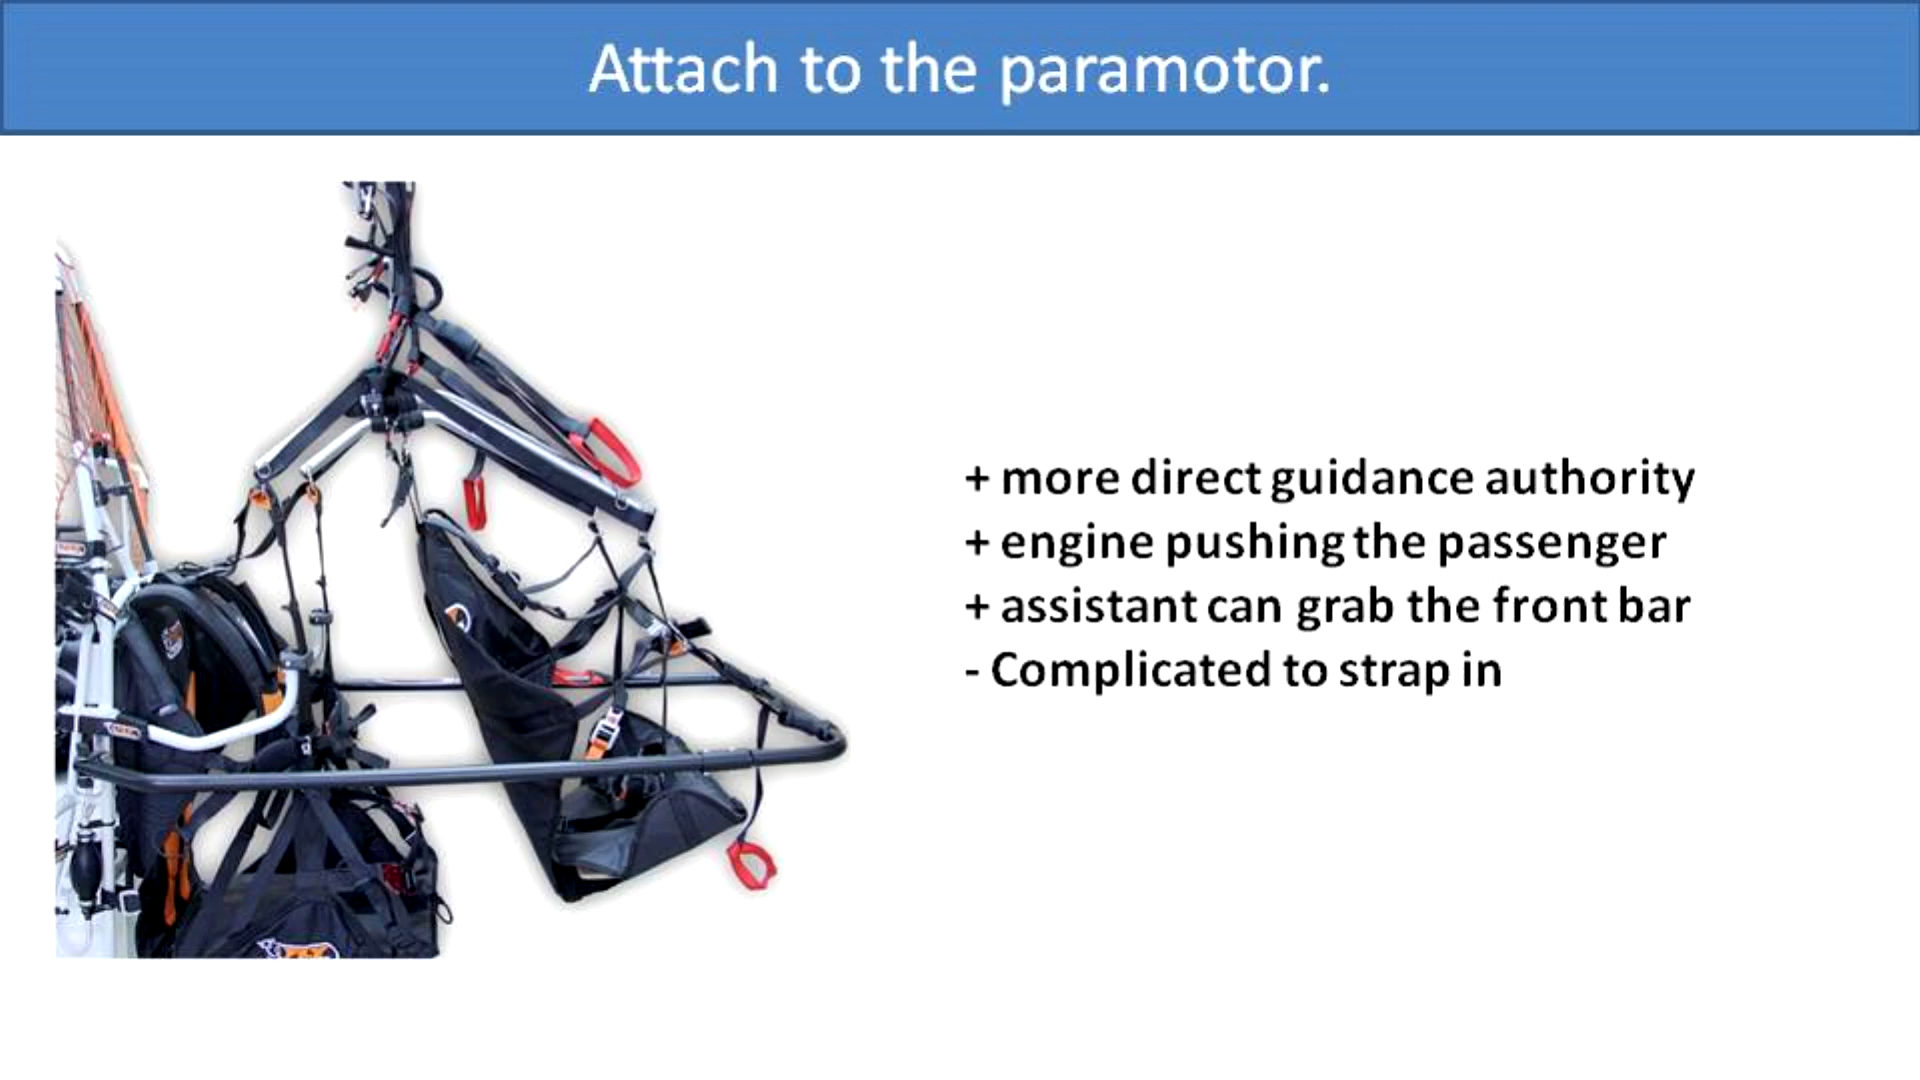 Attach to the paramotor.
+ more direct guidance authority
+ engine pushing the passenger
+ assistant can grab the front bar
- Complicated to strap in